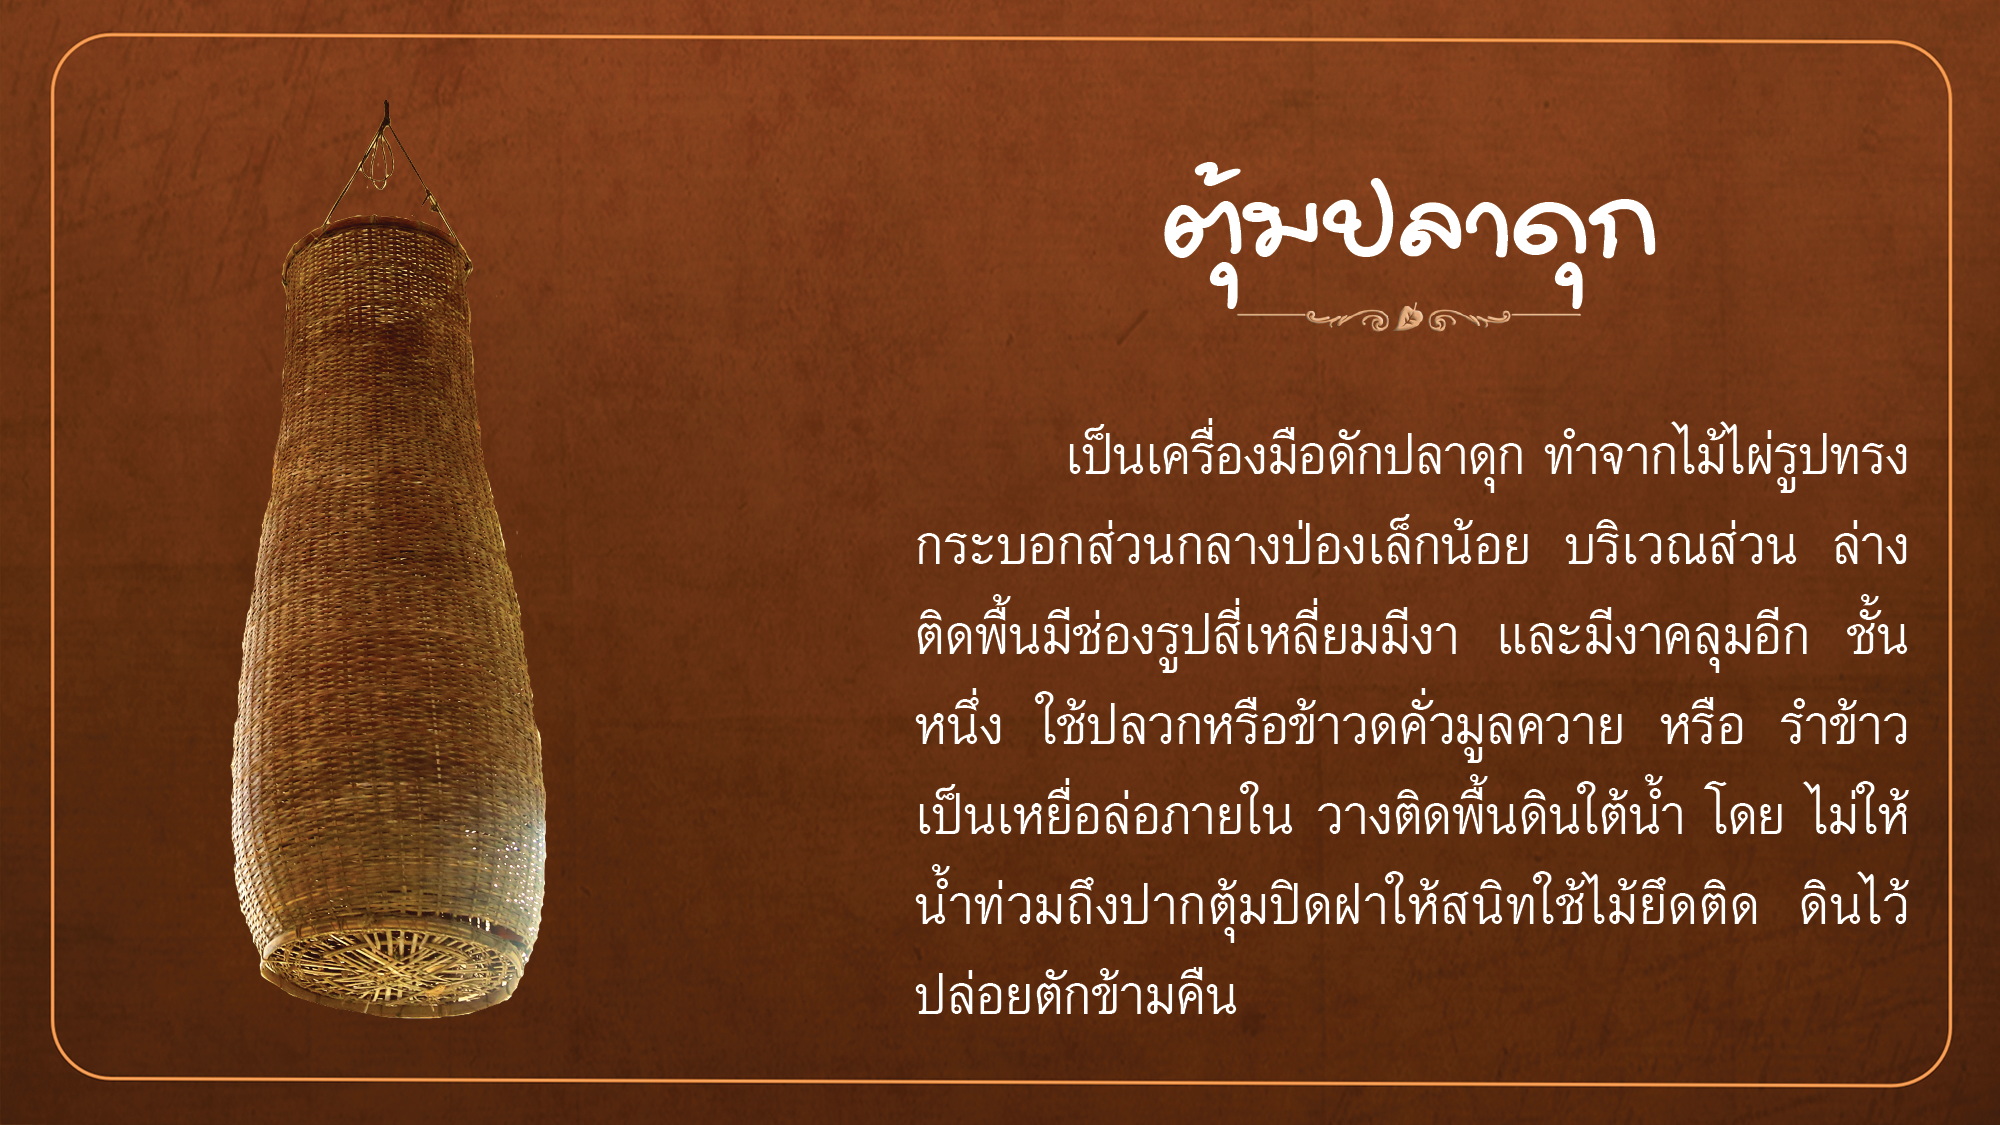 ตุ้มปลาดุก
เป็นเครื่องมือดักปลาดุก ทำจากไม้ไผ่รูปทรง
กระบอกส่วนกลางป่องเล็กน้อย บริเวณส่วน ล่าง
ติดพื้นมีช่องรูปสี่เหลี่ยมมีงา และมีงาคลุมอีก ชั้น
หนึ่ง ใช้ปลวกหรือข้าวดคั่วมูลควาย หรือ รำข้าว
เป็นเหยื่อล่อภายใน วางติดพื้นดินใต้น้ำ โดย ไม่ให้
น้ำท่วมถึงปากตุ้มปิดฝาให้สนิทใช้ไม้ยึดติด ดินไว้
ปล่อยตักข้ามคืน